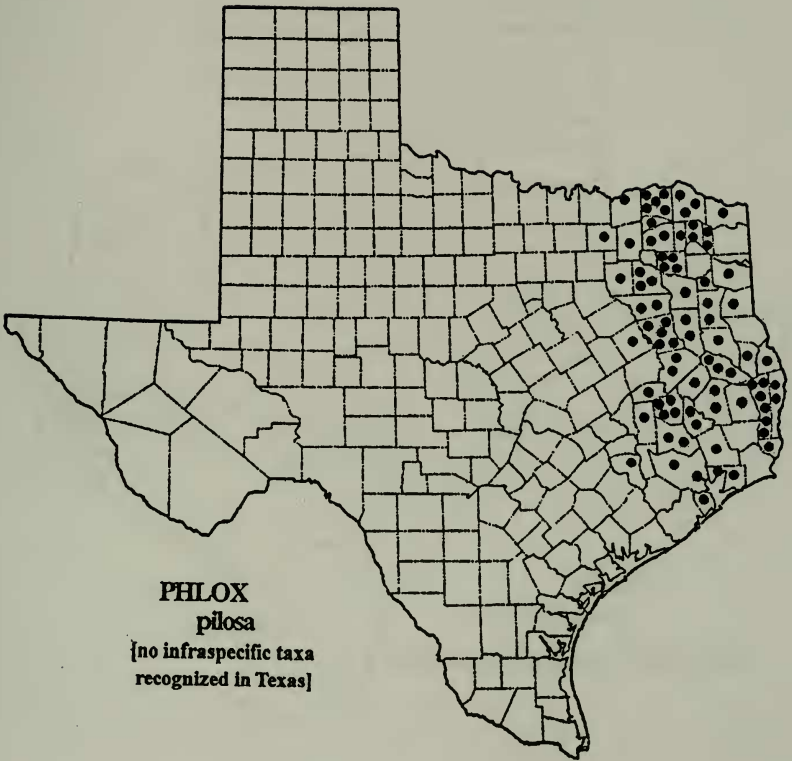 PHLOX
pilosa
[no infraspecific taxa
recognized in Texas]